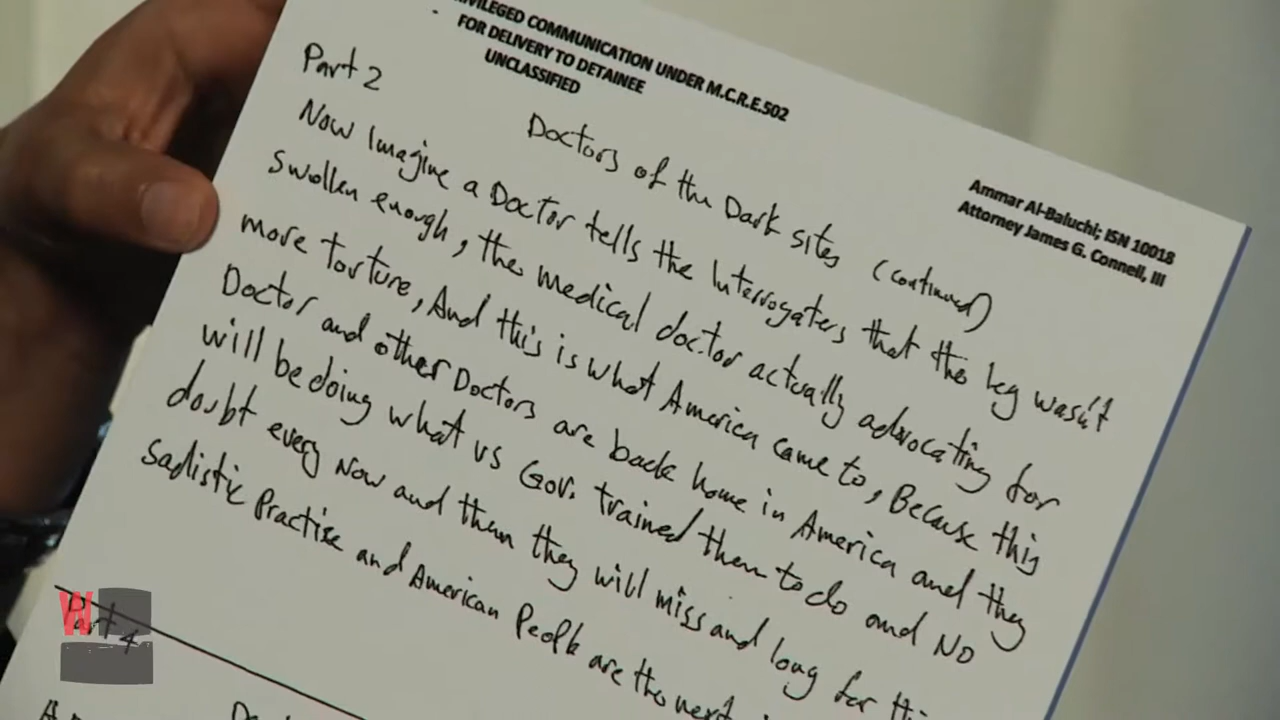 PRIVILEGED COMMUNICATION UNDER M.C.R.E.502
FOR DELIVERY TO DETAINEE
UNCLASSIFIED
Ammar Al-Baluchi; ISN 10018
Attorney James G. Connell, III
Part 2
Doctors of the Dark sites (continued)
Now Imagine a Doctor tells the Interrogaters that the leg wasn't
swollen enough, the medical doctor actually advocating for
more torture, And this is what America came to, Because this
Doctor and other Doctors are back home in America and they
will be doing what US Gov. trained them to do and NO
doubt every Now and then they will miss and long for this
sadistic Practise and American People are the next
Part 4
W